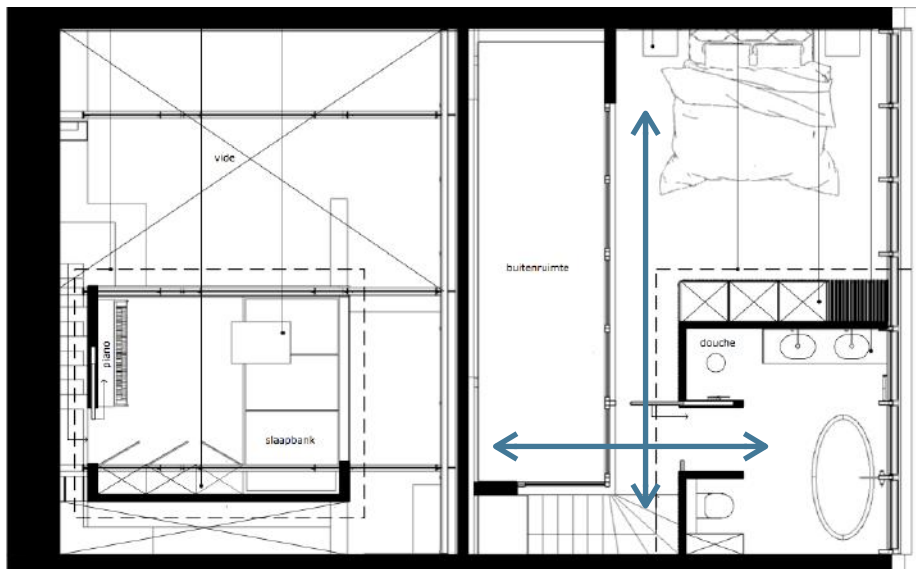 vide
buitenruimte
douche
piano
slaapbank